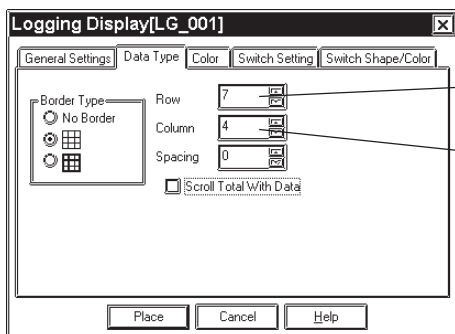 Logging Display[LG_001]
General Settings Data Type Color Switch Setting Switch Shape/Color
Border Type
No Border
Row 7
Column 4
Spacing 0
Scroll Total With Data
Place Cancel Help